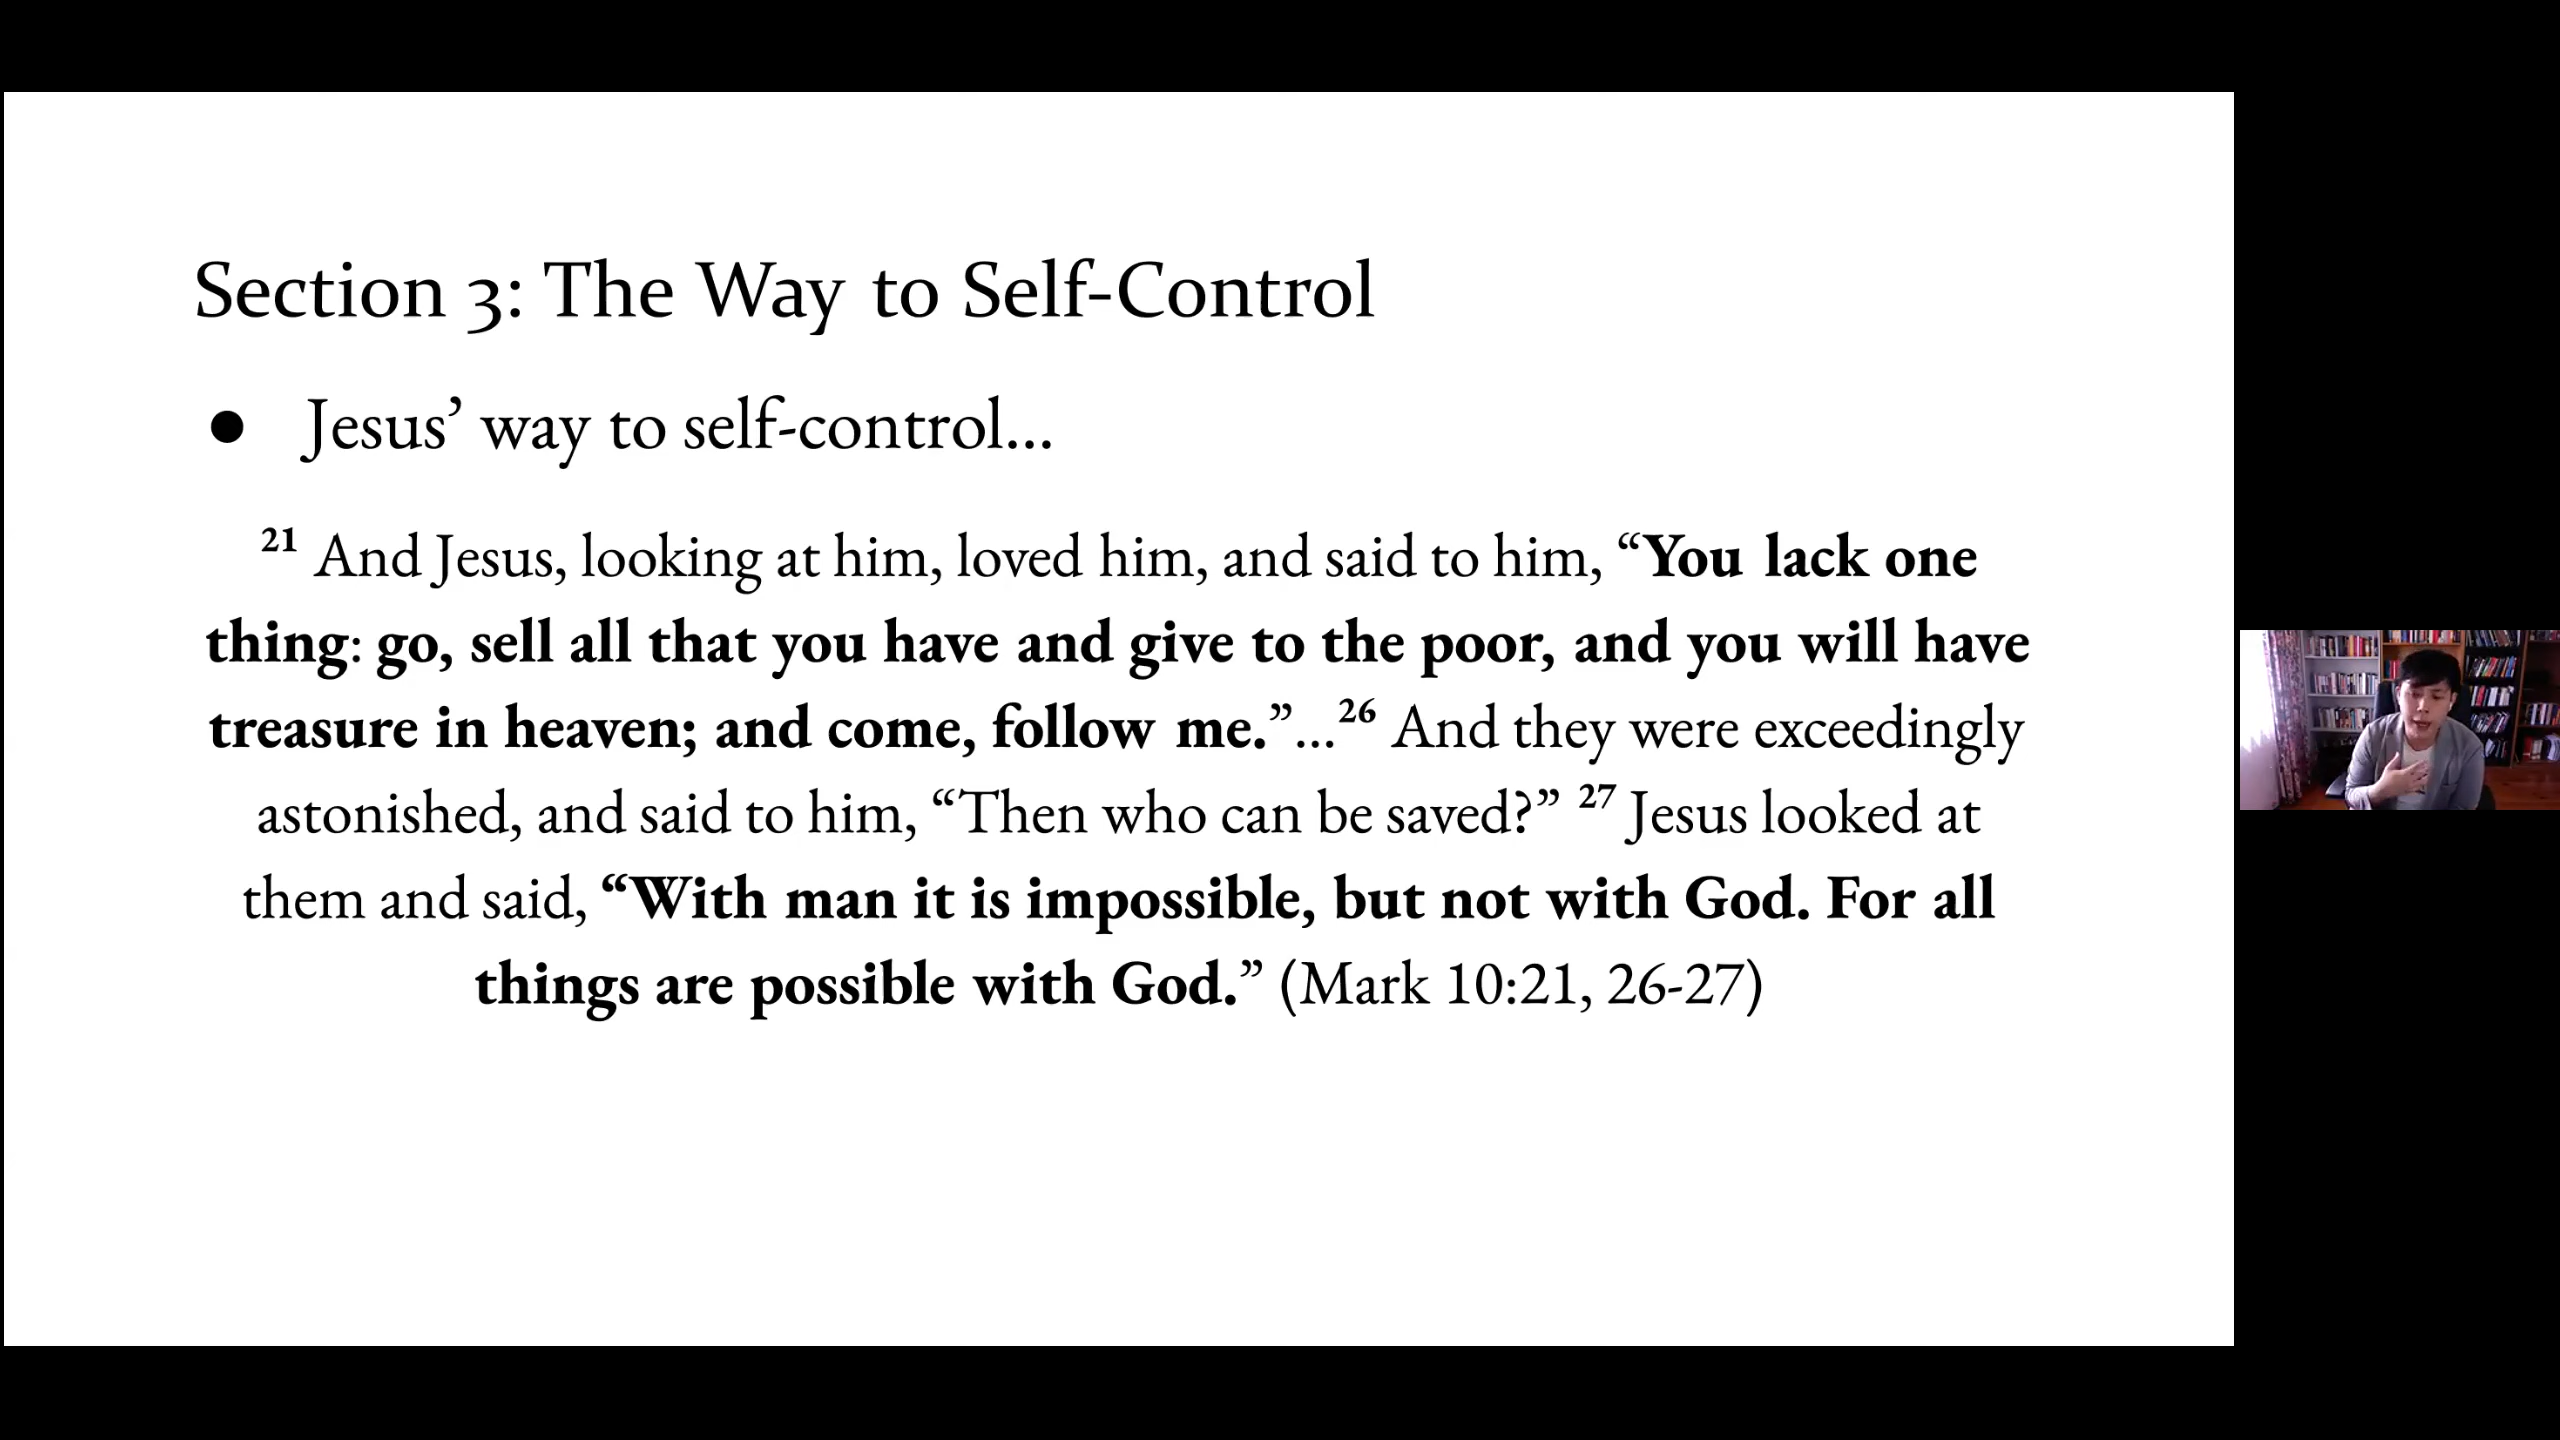 Section 3: The Way to Self-Control
● Jesus’ way to self-control...
21 And Jesus, looking at him, loved him, and said to him, “You lack one
thing: go, sell all that you have and give to the poor, and you will have
treasure in heaven; and come, follow me.”...26 And they were exceedingly
astonished, and said to him, “Then who can be saved?” 27 Jesus looked at
them and said, “With man it is impossible, but not with God. For all
things are possible with God.” (Mark 10:21, 26-27)